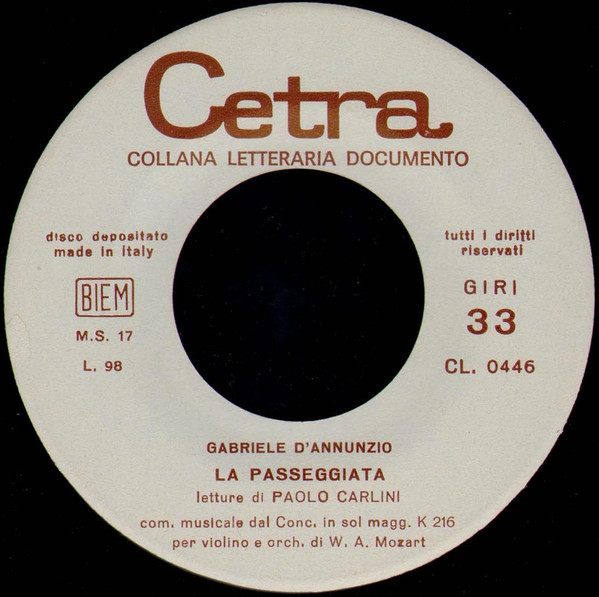 Cetra
COLLANA LETTERARIA DOCUMENTO
disco depositato
made in Italy
BIEM
M.S. 17
L. 98
tutti i diritti
riservati
GIRI
33
CL. 0446
GABRIELE D'ANNUNZIO
LA PASSEGGIATA
letture di PAOLO CARLINI
com. musicale dal Conc. in sol magg. K 216
per violino e orch. di W. A. Mozart